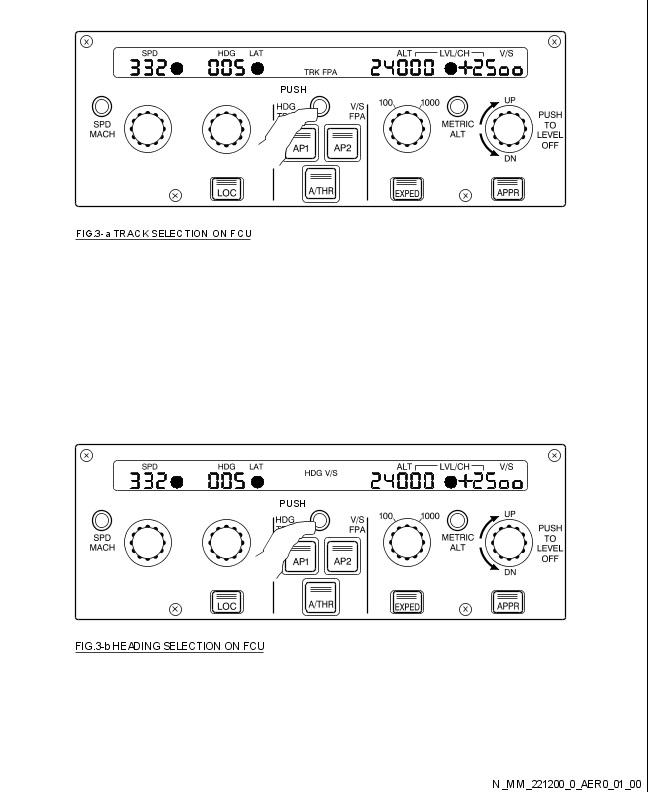 SPD HDG LAT ALT LVL/CH V/S
332 005 TRK FPA 24000 +25oo
PUSH
HDG V/S 100 1000 UP
SPD FPA METRIC PUSH
MACH ALT TO
LEVEL
OFF
AP1 AP2
DN
LOC A/THR EXPED APPR
FIG.3-a TRACK SELECTION ON FCU
SPD HDG LAT ALT LVL/CH V/S
332 005 HDG V/S 24000 +25oo
PUSH
HDG V/S 100 1000 UP
SPD FPA METRIC PUSH
MACH ALT TO
LEVEL
OFF
AP1 AP2
DN
LOC A/THR EXPED APPR
FIG.3-b HEADING SELECTION ON FCU
N_MM_221200_0_AER0_01_00